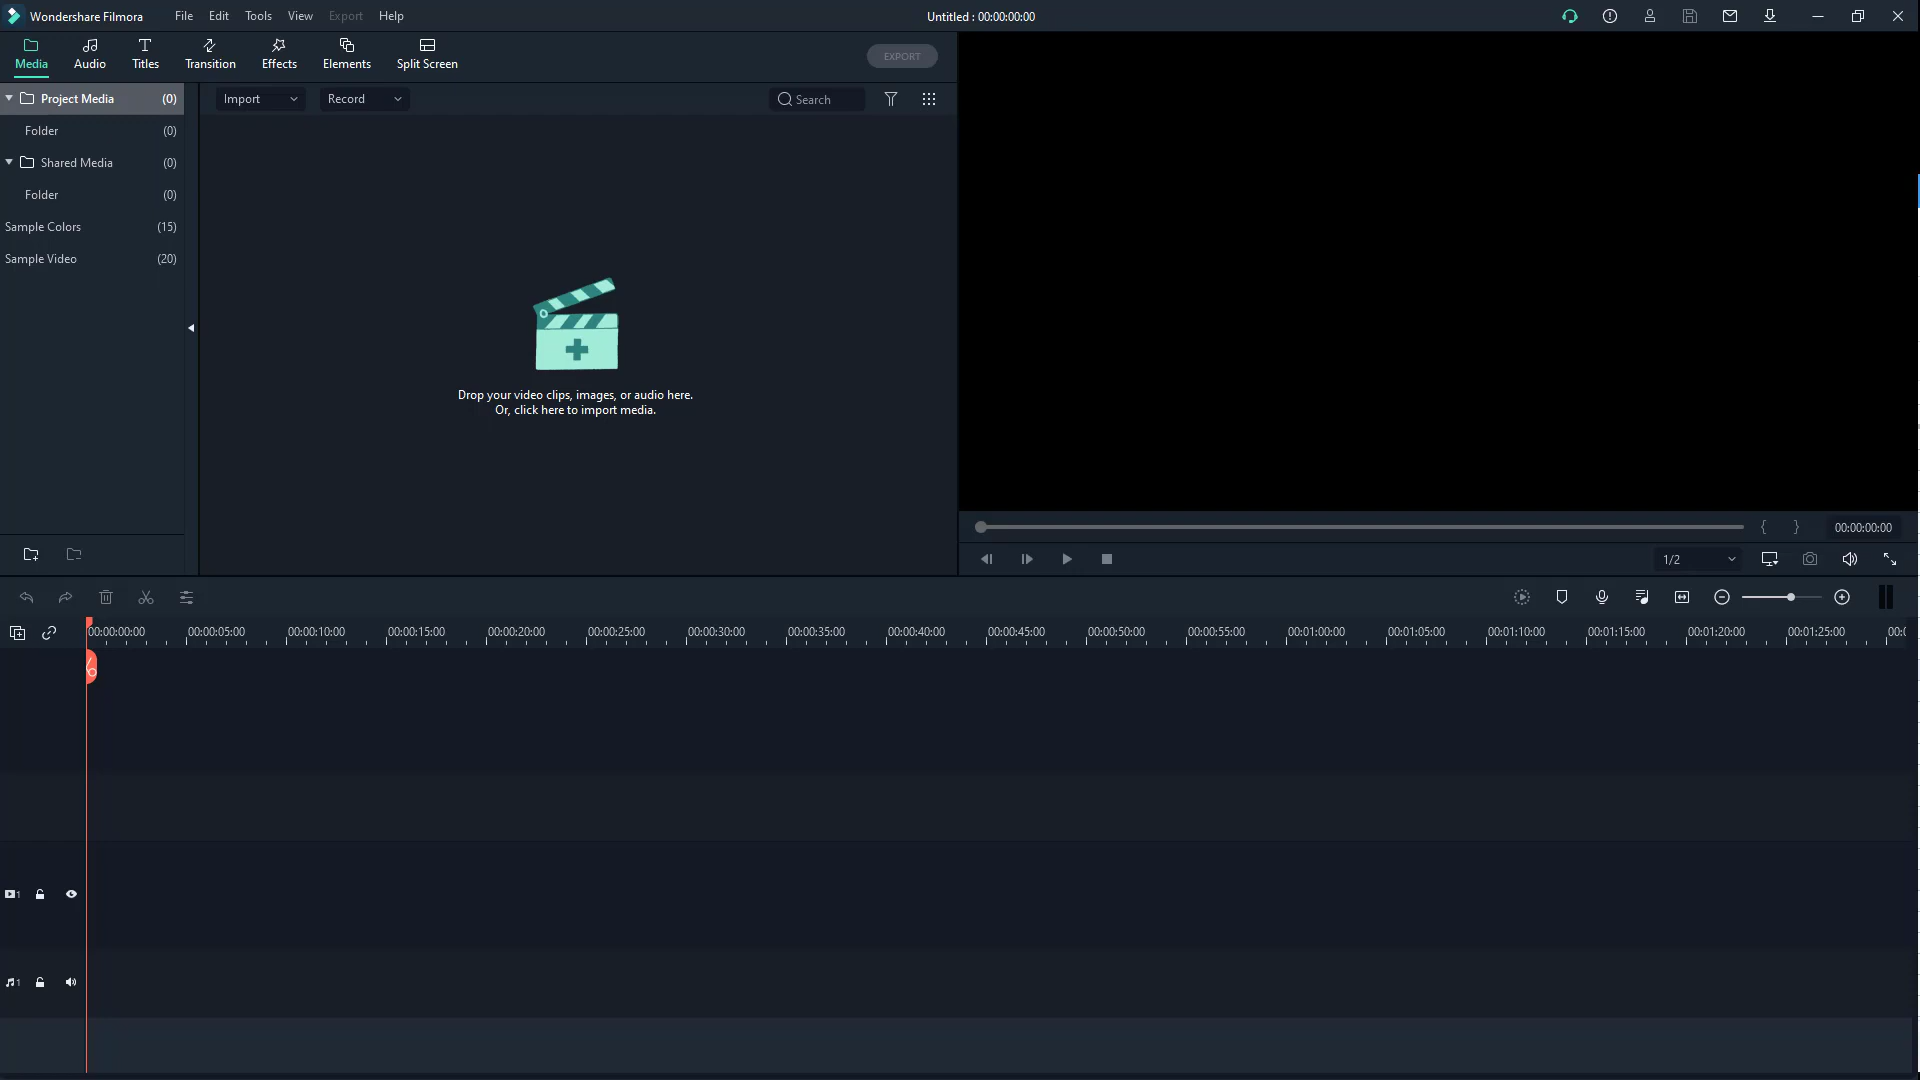 Wondershare Filmora File Edit Tools View Export Help Untitled : 00:00:00:00
Media Audio Titles Transition Effects Elements Split Screen EXPORT
Project Media (0)
Import Record Search
Folder (0)
Shared Media (0)
Folder (0)
Sample Colors (15)
Sample Video (20)
Drop your video clips, images, or audio here.
Or, click here to import media.
{ } 00:00:00:00
1/2
00:00:00:00 00:00:05:00 00:00:10:00 00:00:15:00 00:00:20:00 00:00:25:00 00:00:30:00 00:00:35:00 00:00:40:00 00:00:45:00 00:00:50:00 00:00:55:00 00:01:00:00 00:01:05:00 00:01:10:00 00:01:15:00 00:01:20:00 00:01:25:00
1
1